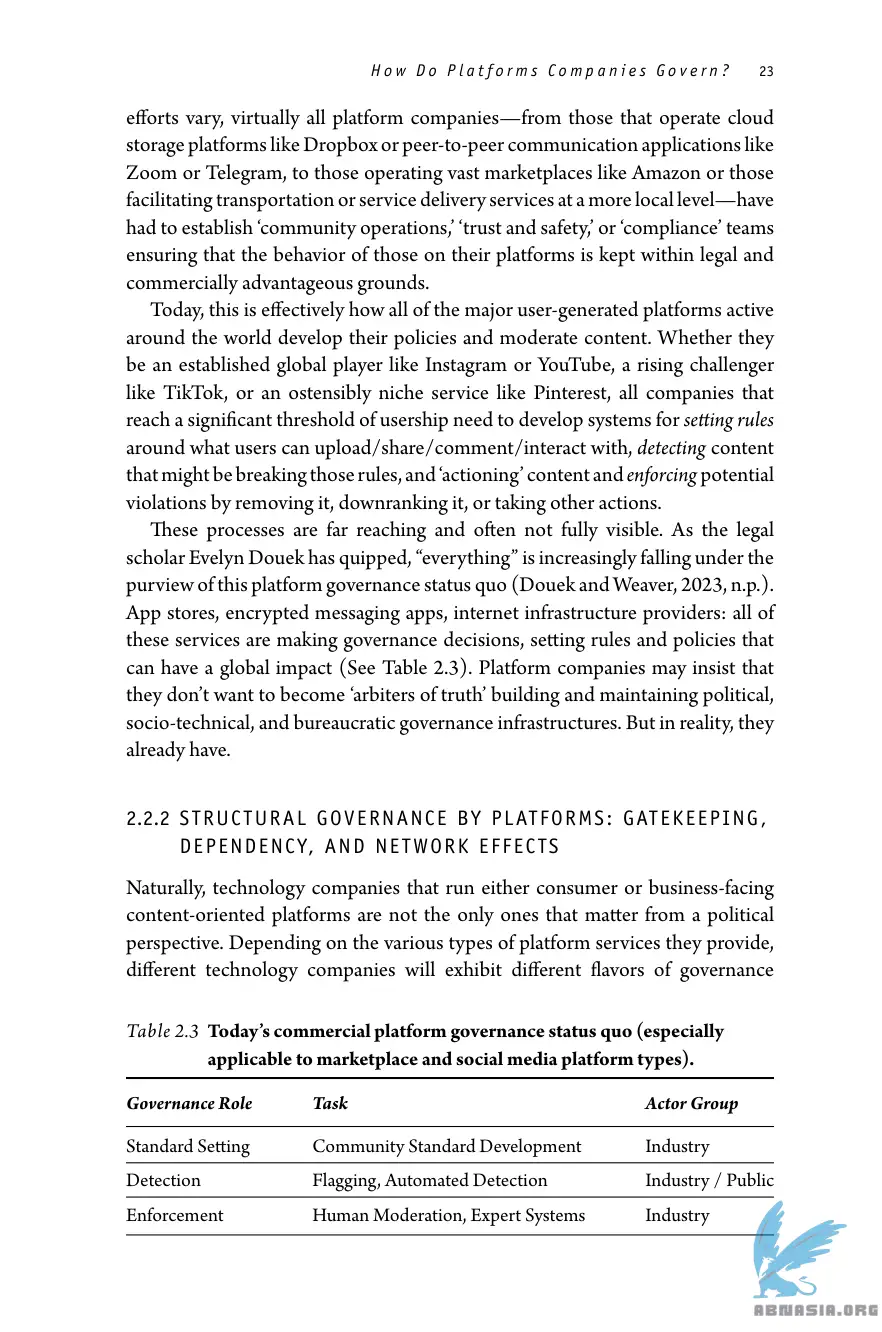 How Do Platforms Companies Govern? 23
efforts vary, virtually all platform companies—from those that operate cloud
storage platforms like Dropbox or peer-to-peer communication applications like
Zoom or Telegram, to those operating vast marketplaces like Amazon or those
facilitating transportation or service delivery services at a more local level—have
had to establish ‘community operations,’ ‘trust and safety,’ or ‘compliance’ teams
ensuring that the behavior of those on their platforms is kept within legal and
commercially advantageous grounds.
Today, this is effectively how all of the major user-generated platforms active
around the world develop their policies and moderate content. Whether they
be an established global player like Instagram or YouTube, a rising challenger
like TikTok, or an ostensibly niche service like Pinterest, all companies that
reach a significant threshold of usership need to develop systems for setting rules
around what users can upload/share/comment/interact with, detecting content
that might be breaking those rules, and ‘actioning’ content and enforcing potential
violations by removing it, downranking it, or taking other actions.
These processes are far reaching and often not fully visible. As the legal
scholar Evelyn Douek has quipped, “everything” is increasingly falling under the
purview of this platform governance status quo (Douek and Weaver, 2023, n.p.).
App stores, encrypted messaging apps, internet infrastructure providers: all of
these services are making governance decisions, setting rules and policies that
can have a global impact (See Table 2.3). Platform companies may insist that
they don’t want to become ‘arbiters of truth’ building and maintaining political,
socio-technical, and bureaucratic governance infrastructures. But in reality, they
already have.
2.2.2 STRUCTURAL GOVERNANCE BY PLATFORMS: GATEKEEPING,
DEPENDENCY, AND NETWORK EFFECTS
Naturally, technology companies that run either consumer or business-facing
content-oriented platforms are not the only ones that matter from a political
perspective. Depending on the various types of platform services they provide,
different technology companies will exhibit different flavors of governance
Table 2.3 Today’s commercial platform governance status quo (especially
applicable to marketplace and social media platform types).
Governance Role Task Actor Group
Standard Setting Community Standard Development Industry
Detection Flagging, Automated Detection Industry / Public
Enforcement Human Moderation, Expert Systems Industry
ABNASIA.ORG